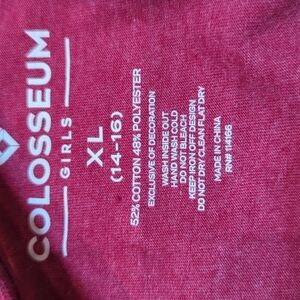 COLOSSEUM
GIRLS
XL
(14-16)
52% COTTON 48% POLYESTER
EXCLUSIVE OF DECORATION
WASH INSIDE OUT
HAND WASH COLD
DO NOT BLEACH
KEEP IRON OFF DESIGN
DO NOT DRY CLEAN FLAT DRY
MADE IN CHINA
RN# 114166